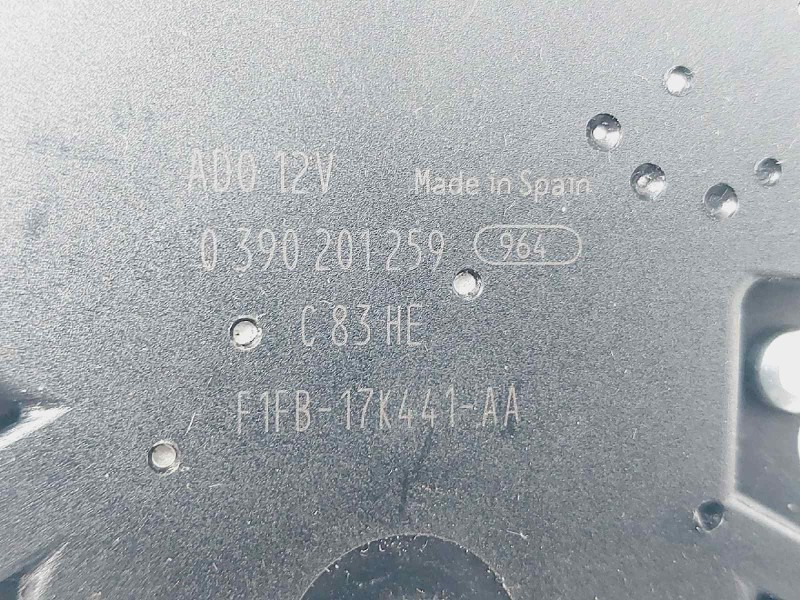 ADO 12V Made in Spain
0 390 201 259 964
C 83 HE
F1FB-17K441-AA